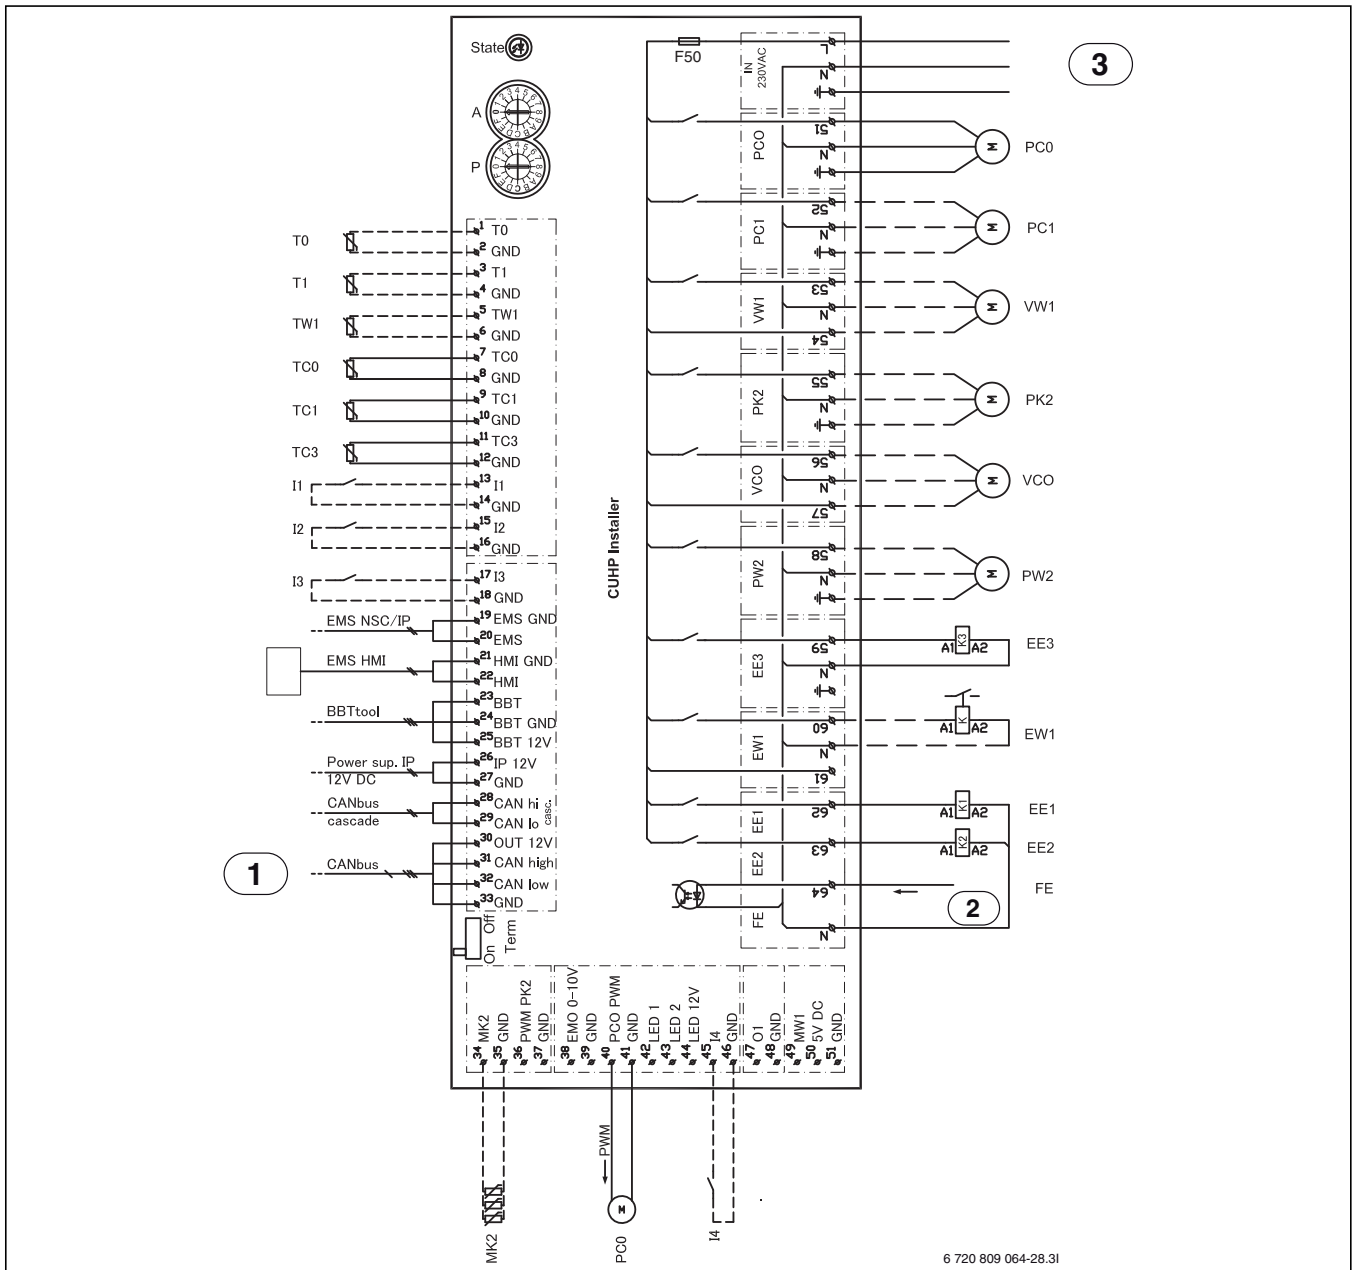 State
A
P
F50
IN
230VAC
L
N
3
T0
1 T0
2 GND
T1
3 T1
4 GND
TW1
5 TW1
6 GND
TC0
7 TC0
8 GND
TC1
9 TC1
10 GND
TC3
11 TC3
12 GND
I1
13 I1
14 GND
I2
15 I2
16 GND
I3
17 I3
18 GND
EMS NSC/IP
19 EMS GND
20 EMS
EMS HMI
21 HMI GND
22 HMI
BBTtool
23 BBT
24 BBT GND
25 BBT 12V
Power sup. IP
12V DC
26 IP 12V
27 GND
CANbus
cascade
28 CAN hi
29 CAN lo
casc.
1
CANbus
30 OUT 12V
31 CAN high
32 CAN low
33 GND
On Off
Term
CUHP Installer
PCO
51
N
M
PC0
PC1
52
N
M
PC1
VW1
53
N
54
M
VW1
PK2
55
N
M
PK2
VCO
56
N
57
M
VCO
PW2
58
N
M
PW2
EE3
59
N
A1 K3 A2
EE3
EW1
60
N
61
A1 K A2
EW1
EE1
62
A1 K1 A2
EE1
EE2
63
A1 K2 A2
EE2
FE
64
N
FE
2
34 MK2
35 GND
36 PWM PK2
37 GND
38 EMO 0-10V
39 GND
40 PCO PWM
41 GND
42 LED 1
43 LED 2
44 LED 12V
45 I4
46 GND
47 O1
48 GND
49 MW1
50 5V DC
51 GND
MK2
PWM
M
PC0
I4
6 720 809 064-28.3I